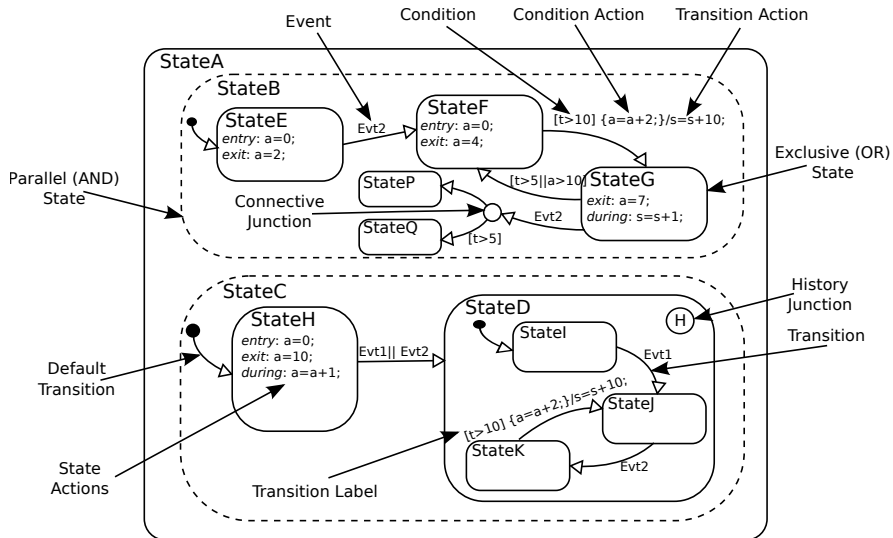 Event
Condition
Condition Action
Transition Action
StateA
StateB
StateE
entry: a=0;
exit: a=2;
Evt2
StateF
entry: a=0;
exit: a=4;
[t>10] {a=a+2;}/s=s+10;
[t>5||a>10]
StateG
exit: a=7;
during: s=s+1;
Exclusive (OR)
State
Parallel (AND)
State
Connective
Junction
StateP
StateQ
Evt2
[t>5]
StateC
StateH
entry: a=0;
exit: a=10;
during: a=a+1;
Evt1|| Evt2
StateD
H
History
Junction
StateI
Evt1
Transition
Default
Transition
[t>10] {a=a+2;}/s=s+10;
StateJ
StateK
Evt2
State
Actions
Transition Label